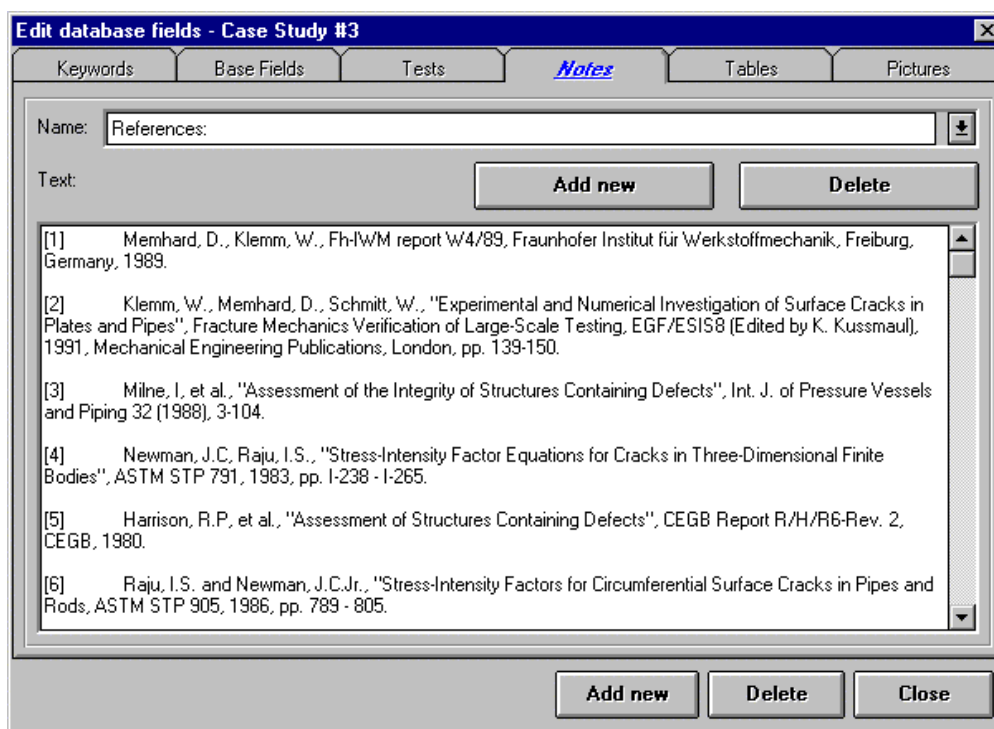 Edit database fields - Case Study #3
Keywords Base Fields Tests Notes Tables Pictures
Name: References:
Text: Add new Delete
[1] Memhard, D., Klemm, W., Fh-IWM report W4/89, Fraunhofer Institut für Werkstoffmechanik, Freiburg,
Germany, 1989.
[2] Klemm, W., Memhard, D., Schmitt, W., "Experimental and Numerical Investigation of Surface Cracks in
Plates and Pipes", Fracture Mechanics Verification of Large-Scale Testing, EGF/ESIS8 (Edited by K. Kussmaul),
1991, Mechanical Engineering Publications, London, pp. 139-150.
[3] Milne, I, et al., "Assessment of the Integrity of Structures Containing Defects", Int. J. of Pressure Vessels
and Piping 32 (1988), 3-104.
[4] Newman, J.C, Raju, I.S., "Stress-Intensity Factor Equations for Cracks in Three-Dimensional Finite
Bodies", ASTM STP 791, 1983, pp. I-238 - I-265.
[5] Harrison, R.P, et al., "Assessment of Structures Containing Defects", CEGB Report R/H/R6-Rev. 2,
CEGB, 1980.
[6] Raju, I.S. and Newman, J.C.Jr., "Stress-Intensity Factors for Circumferential Surface Cracks in Pipes and
Rods, ASTM STP 905, 1986, pp. 789 - 805.
Add new Delete Close